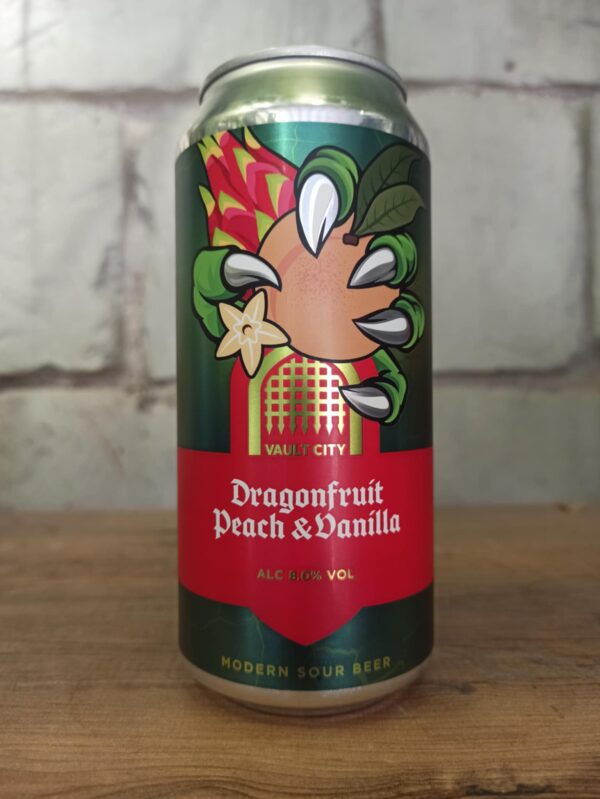 VAULT CITY
Dragonfruit
Peach & Vanilla
ALC 8,0% VOL
MODERN SOUR BEER